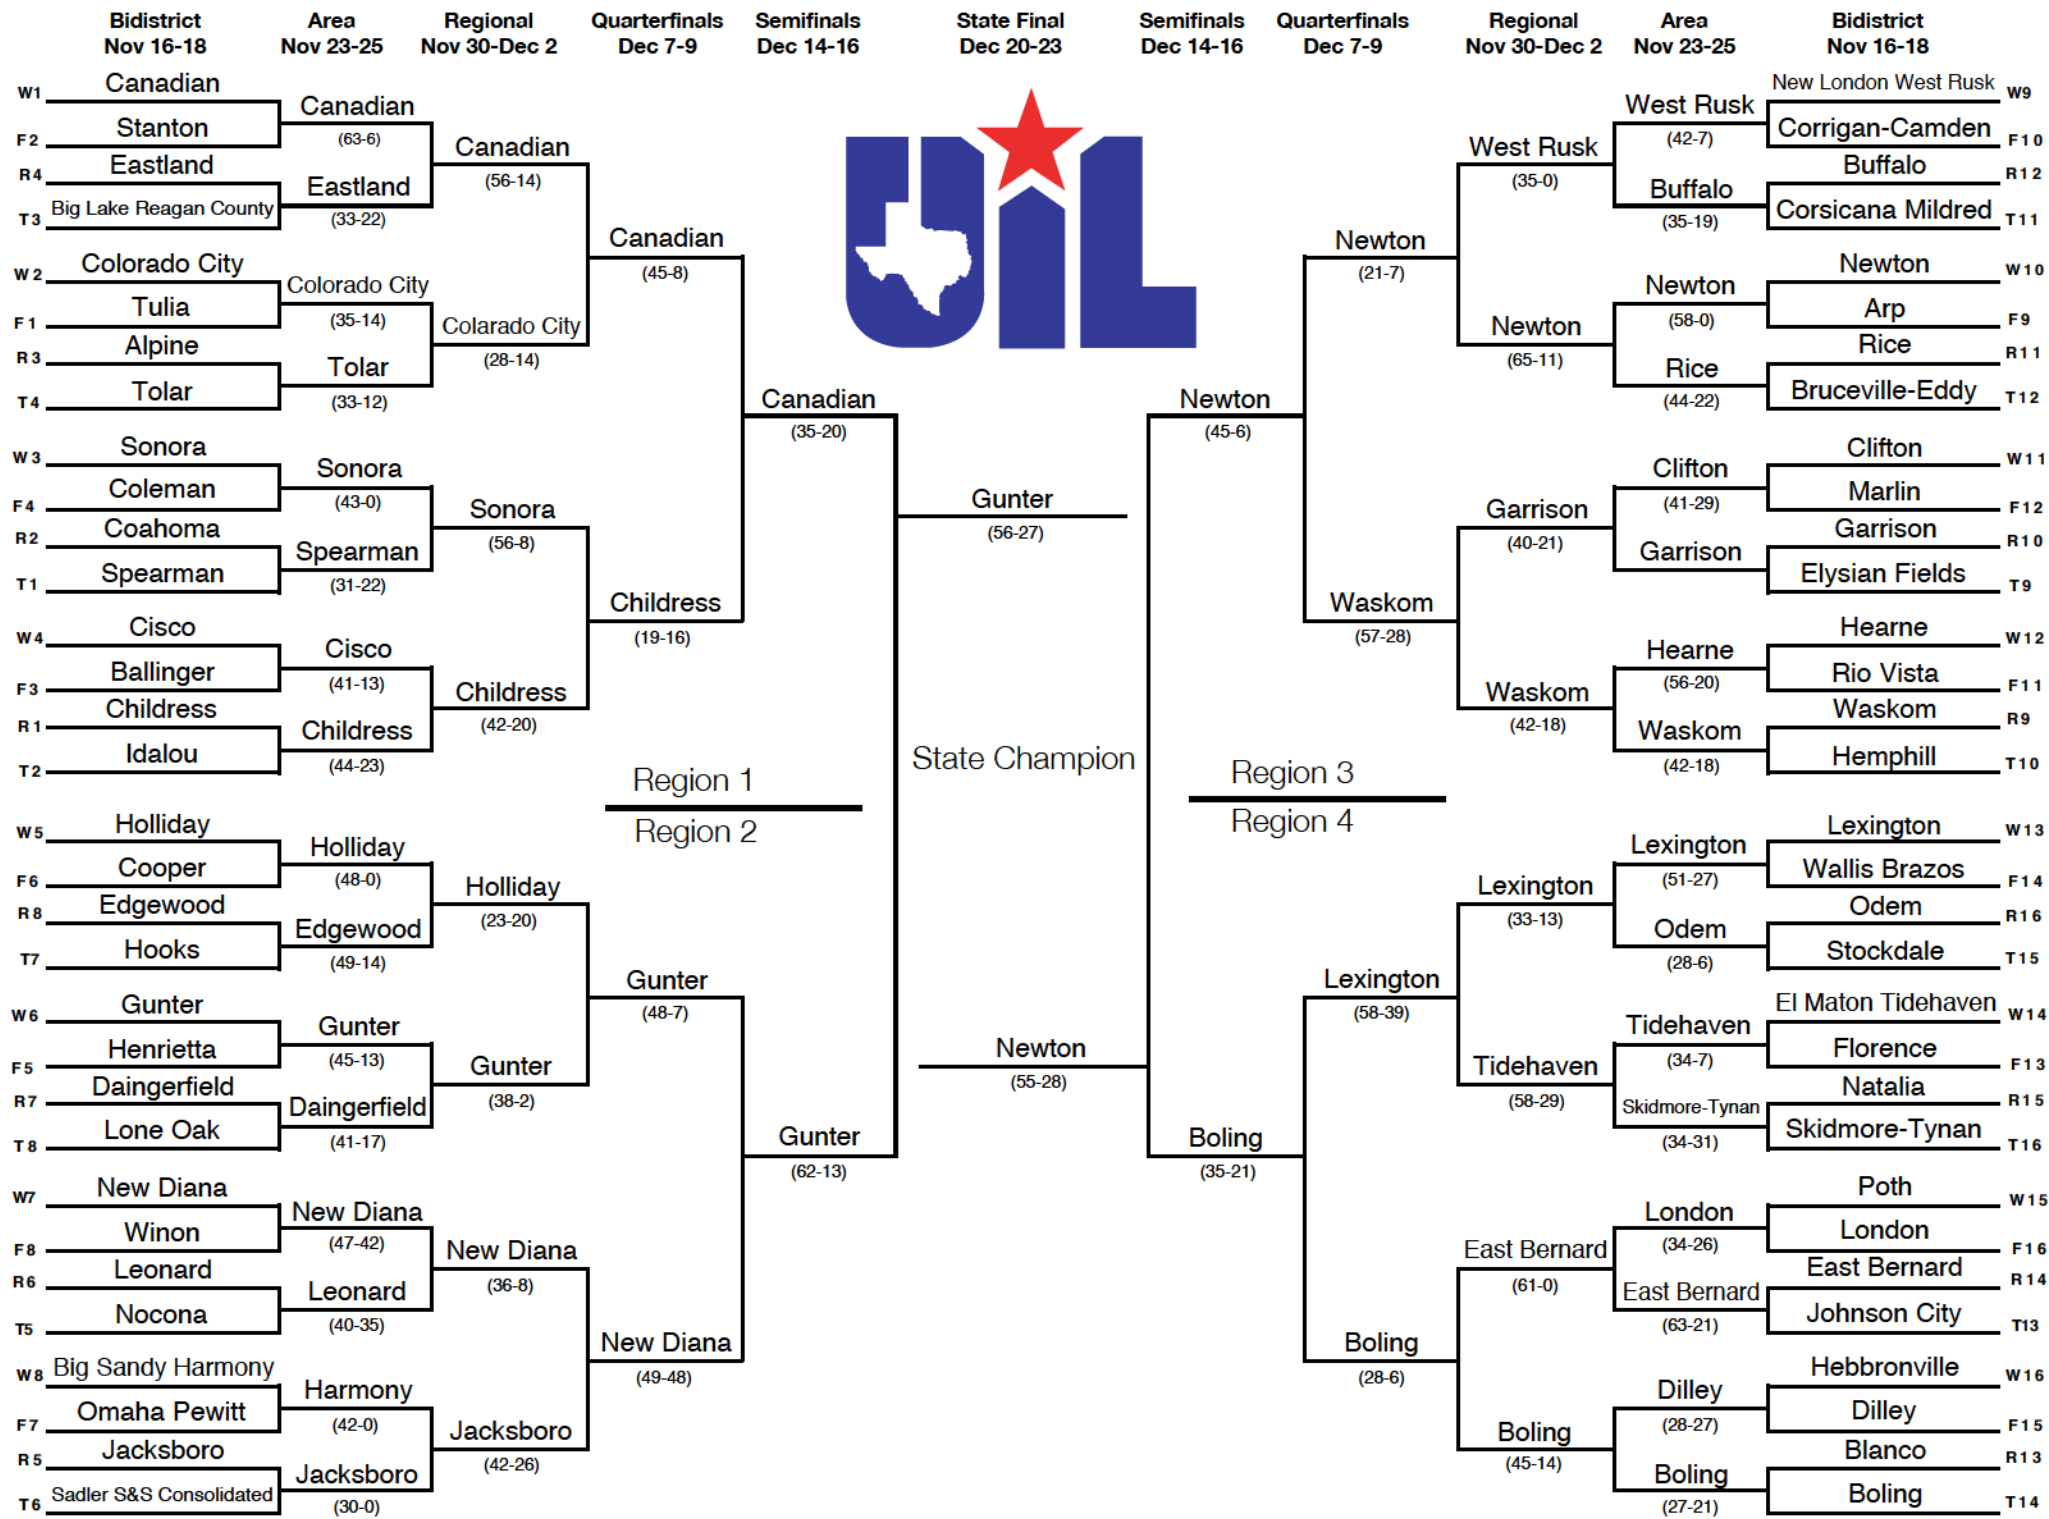 Bidistrict
Nov 16-18
Area
Nov 23-25
Regional
Nov 30-Dec 2
Quarterfinals
Dec 7-9
Semifinals
Dec 14-16
State Final
Dec 20-23
Semifinals
Dec 14-16
Quarterfinals
Dec 7-9
Regional
Nov 30-Dec 2
Area
Nov 23-25
Bidistrict
Nov 16-18
UIL
W1 Canadian
F2 Stanton
R4 Eastland
T3 Big Lake Reagan County
W2 Colorado City
F1 Tulia
R3 Alpine
T4 Tolar
W3 Sonora
F4 Coleman
R2 Coahoma
T1 Spearman
W4 Cisco
F3 Ballinger
R1 Childress
T2 Idalou
W5 Holliday
F6 Cooper
R8 Edgewood
T7 Hooks
W6 Gunter
F5 Henrietta
R7 Daingerfield
T8 Lone Oak
W7 New Diana
F8 Winon
R6 Leonard
T5 Nocona
W8 Big Sandy Harmony
F7 Omaha Pewitt
R5 Jacksboro
T6 Sadler S&S Consolidated
Canadian
(63-6)
Eastland
(33-22)
Colorado City
(35-14)
Tolar
(33-12)
Sonora
(43-0)
Spearman
(31-22)
Cisco
(41-13)
Childress
(44-23)
Holliday
(48-0)
Edgewood
(49-14)
Gunter
(45-13)
Daingerfield
(41-17)
New Diana
(47-42)
Leonard
(40-35)
Harmony
(42-0)
Jacksboro
(30-0)
Canadian
(56-14)
Colarado City
(28-14)
Sonora
(56-8)
Childress
(42-20)
Holliday
(23-20)
Gunter
(38-2)
New Diana
(36-8)
Jacksboro
(42-26)
Canadian
(45-8)
Childress
(19-16)
Gunter
(48-7)
New Diana
(49-48)
Region 1
Region 2
Canadian
(35-20)
Gunter
(62-13)
Gunter
(56-27)
State Champion
Newton
(55-28)
Newton
(45-6)
Boling
(35-21)
Region 3
Region 4
Newton
(21-7)
Waskom
(57-28)
Lexington
(58-39)
Boling
(28-6)
West Rusk
(35-0)
Newton
(65-11)
Garrison
(40-21)
Waskom
(42-18)
Lexington
(33-13)
Tidehaven
(58-29)
East Bernard
(61-0)
Boling
(45-14)
West Rusk
(42-7)
Buffalo
(35-19)
Newton
(58-0)
Rice
(44-22)
Clifton
(41-29)
Garrison
Hearne
(56-20)
Waskom
(42-18)
Lexington
(51-27)
Odem
(28-6)
Tidehaven
(34-7)
Skidmore-Tynan
(34-31)
London
(34-26)
East Bernard
(63-21)
Dilley
(28-27)
Boling
(27-21)
New London West Rusk W9
Corrigan-Camden F10
Buffalo R12
Corsicana Mildred T11
Newton W10
Arp F9
Rice R11
Bruceville-Eddy T12
Clifton W11
Marlin F12
Garrison R10
Elysian Fields T9
Hearne W12
Rio Vista F11
Waskom R9
Hemphill T10
Lexington W13
Wallis Brazos F14
Odem R16
Stockdale T15
El Maton Tidehaven W14
Florence F13
Natalia R15
Skidmore-Tynan T16
Poth W15
London F16
East Bernard R14
Johnson City T13
Hebbronville W16
Dilley F15
Blanco R13
Boling T14